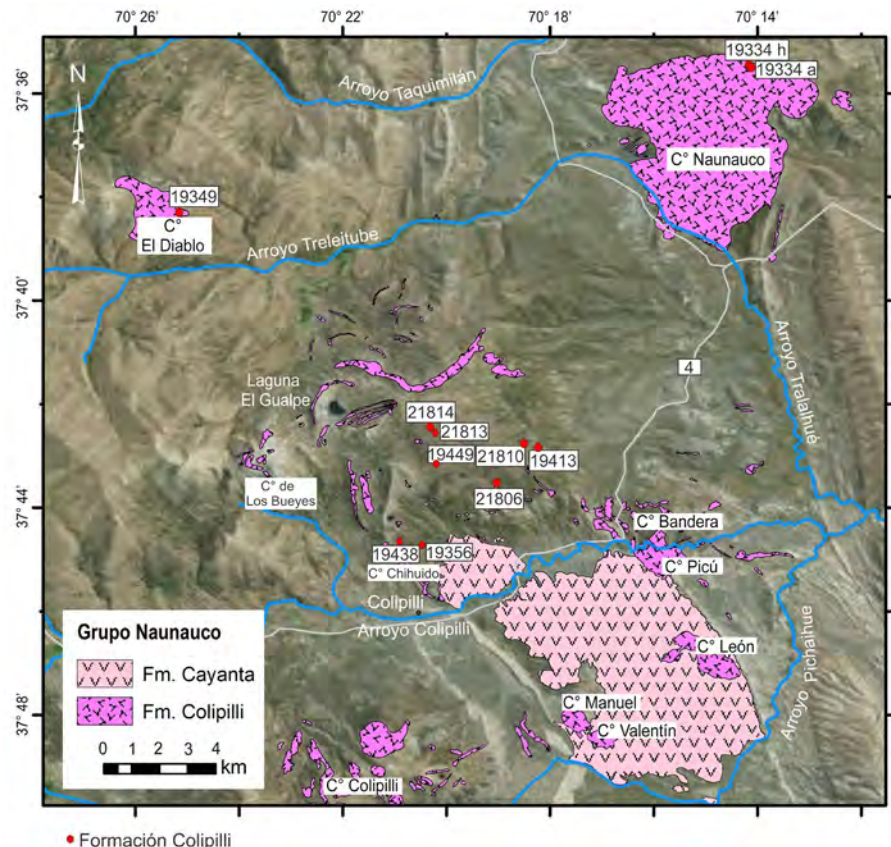 70° 26'
70° 22'
70° 18'
70° 14'
37° 36'
37° 40'
37° 44'
37° 48'
N
Arroyo Taquimilán
19334 h
19334 a
C° Naunauco
19349
C°
El Diablo
Arroyo Treleitube
Arroyo Tralalhué
4
Laguna
El Gualpe
21814
21813
19449
21810
19413
21806
C° de
Los Bueyes
C° Bandera
19438
19356
C° Chihuido
C° Picú
Colipilli
Arroyo Colipilli
C° León
Arroyo Pichaihue
C° Manuel
C° Valentín
C° Colipilli
Grupo Naunauco
Fm. Cayanta
Fm. Colipilli
0 1 2 3 4
km
Formación Colipilli